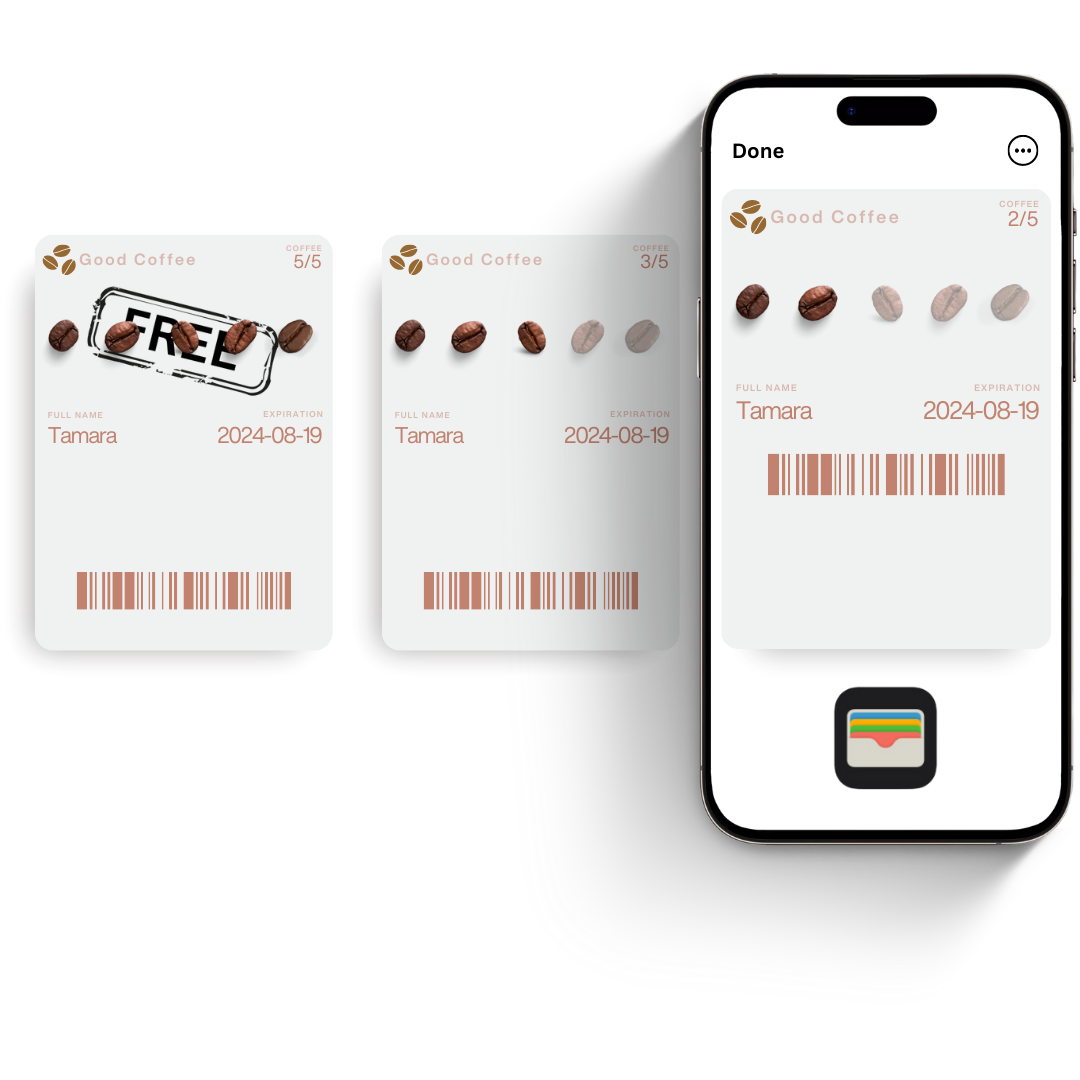 Good Coffee
COFFEE
5/5
FREE
FULL NAME
Tamara
EXPIRATION
2024-08-19
Good Coffee
COFFEE
3/5
FULL NAME
Tamara
EXPIRATION
2024-08-19
Done
Good Coffee
COFFEE
2/5
FULL NAME
Tamara
EXPIRATION
2024-08-19